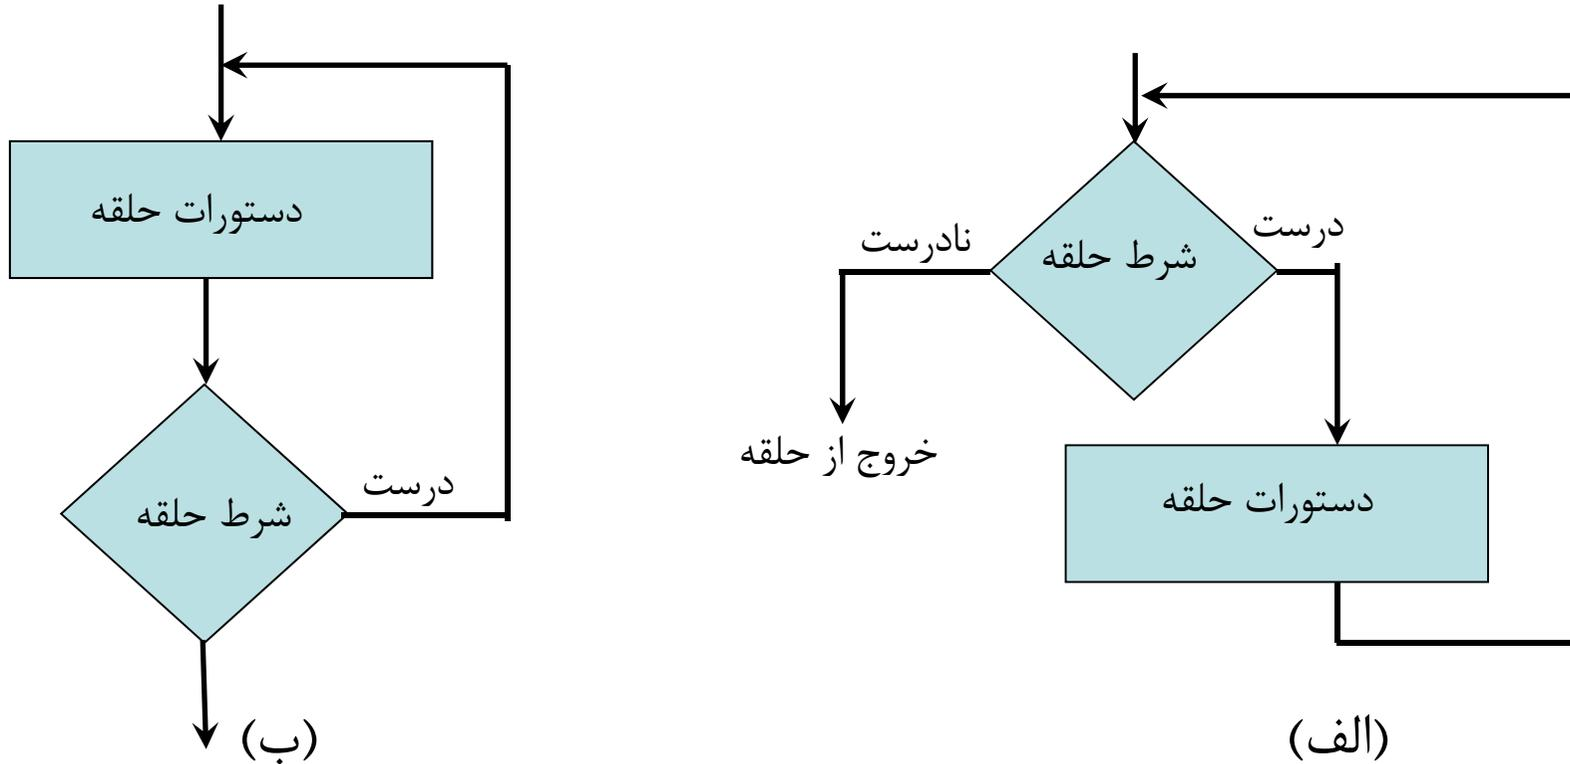 درست
نادرست
شرط حلقه
خروج از حلقه
دستورات حلقه
(الف)
دستورات حلقه
درست
شرط حلقه
(ب)